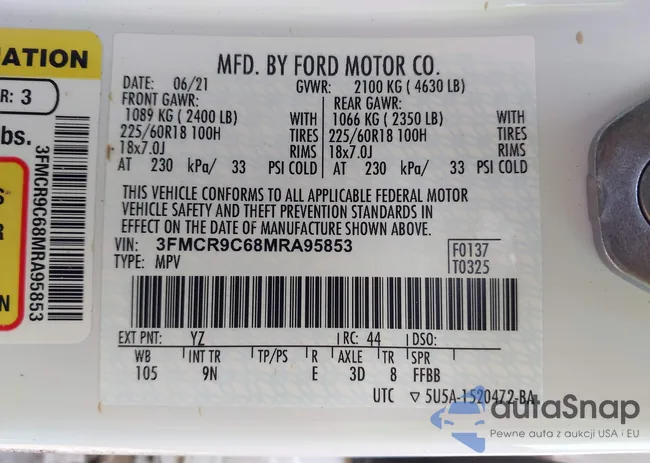 MFD. BY FORD MOTOR CO.
DATE: 06/21 GVWR: 2100 KG ( 4630 LB)
FRONT GAWR: REAR GAWR:
1089 KG ( 2400 LB) WITH 1066 KG ( 2350 LB) WITH
225/60R18 100H TIRES 225/60R18 100H TIRES
18x7.0J RIMS 18x7.0J RIMS
AT 230 kPa/ 33 PSI COLD AT 230 kPa/ 33 PSI COLD
THIS VEHICLE CONFORMS TO ALL APPLICABLE FEDERAL MOTOR
VEHICLE SAFETY AND THEFT PREVENTION STANDARDS IN
EFFECT ON THE DATE OF MANUFACTURE SHOWN ABOVE.
VIN: 3FMCR9C68MRA95853 F0137
TYPE: MPV T0325
EXT PNT: YZ RC: 44 DSO:
WB INT TR TP/PS R AXLE TR SPR
105 9N E 3D 8 FFBB
UTC ▽ 5U5A-1520472-BA
ATION
R: 3
bs.
S
R
N
3FMCR9C68MRA95853
autaSnap
Pewne auta z aukcji USA i EU